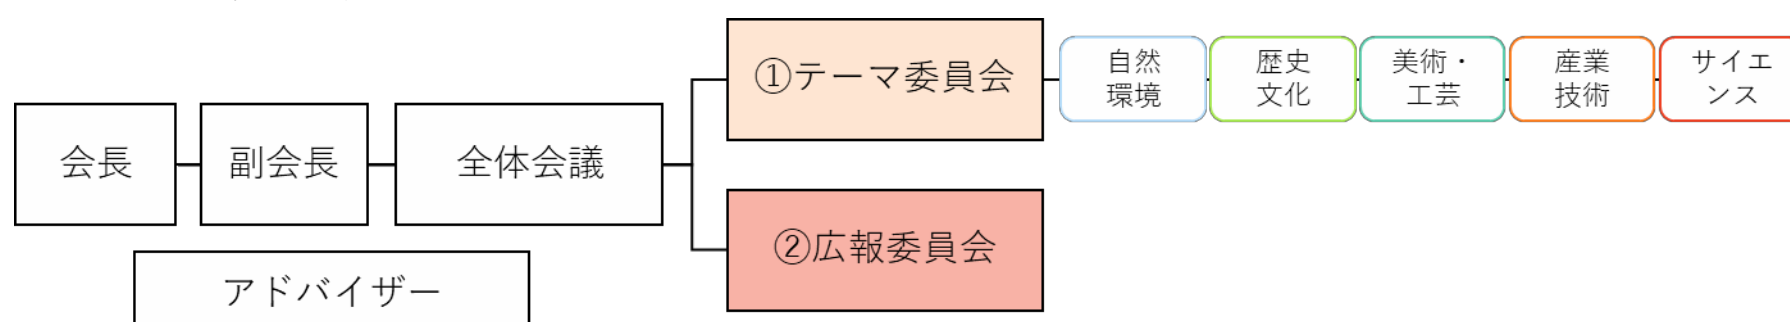 会長
副会長
全体会議
アドバイザー
①テーマ委員会
②広報委員会
自然
環境
歴史
文化
美術・
工芸
産業
技術
サイエ
ンス